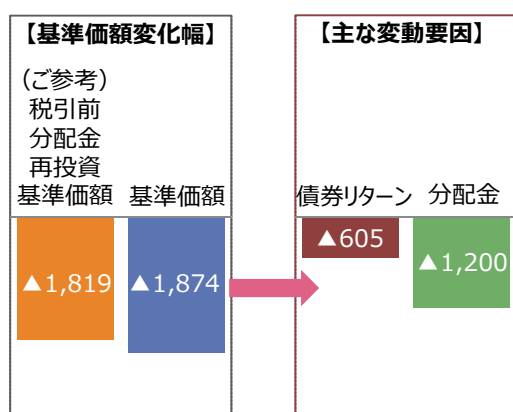 【基準価額変化幅】
(ご参考)
税引前
分配金
再投資
基準価額
基準価額
▲1,819
▲1,874
【主な変動要因】
債券リターン
分配金
▲605
▲1,200